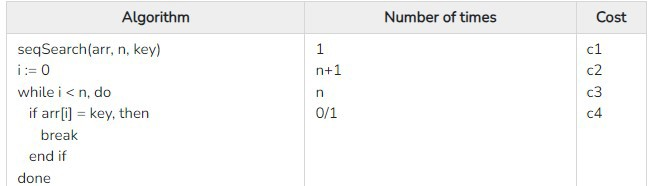 Algorithm Number of times Cost
seqSearch(arr, n, key) 1 c1
i := 0 n+1 c2
while i < n, do n c3
if arr[i] = key, then 0/1 c4
break
end if
done